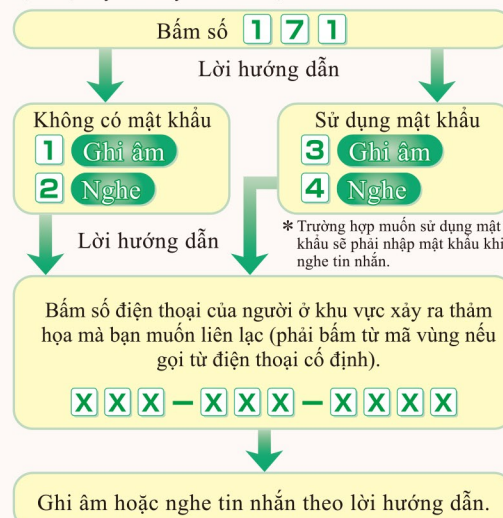 Bấm số 1 7 1
Lời hướng dẫn
Không có mật khẩu
1 Ghi âm
2 Nghe
Sử dụng mật khẩu
3 Ghi âm
4 Nghe
* Trường hợp muốn sử dụng mật
khẩu sẽ phải nhập mật khẩu khi
nghe tin nhắn.
Lời hướng dẫn
Bấm số điện thoại của người ở khu vực xảy ra thảm
họa mà bạn muốn liên lạc (phải bấm từ mã vùng nếu
gọi từ điện thoại cố định).
X X X – X X X – X X X X
Ghi âm hoặc nghe tin nhắn theo lời hướng dẫn.